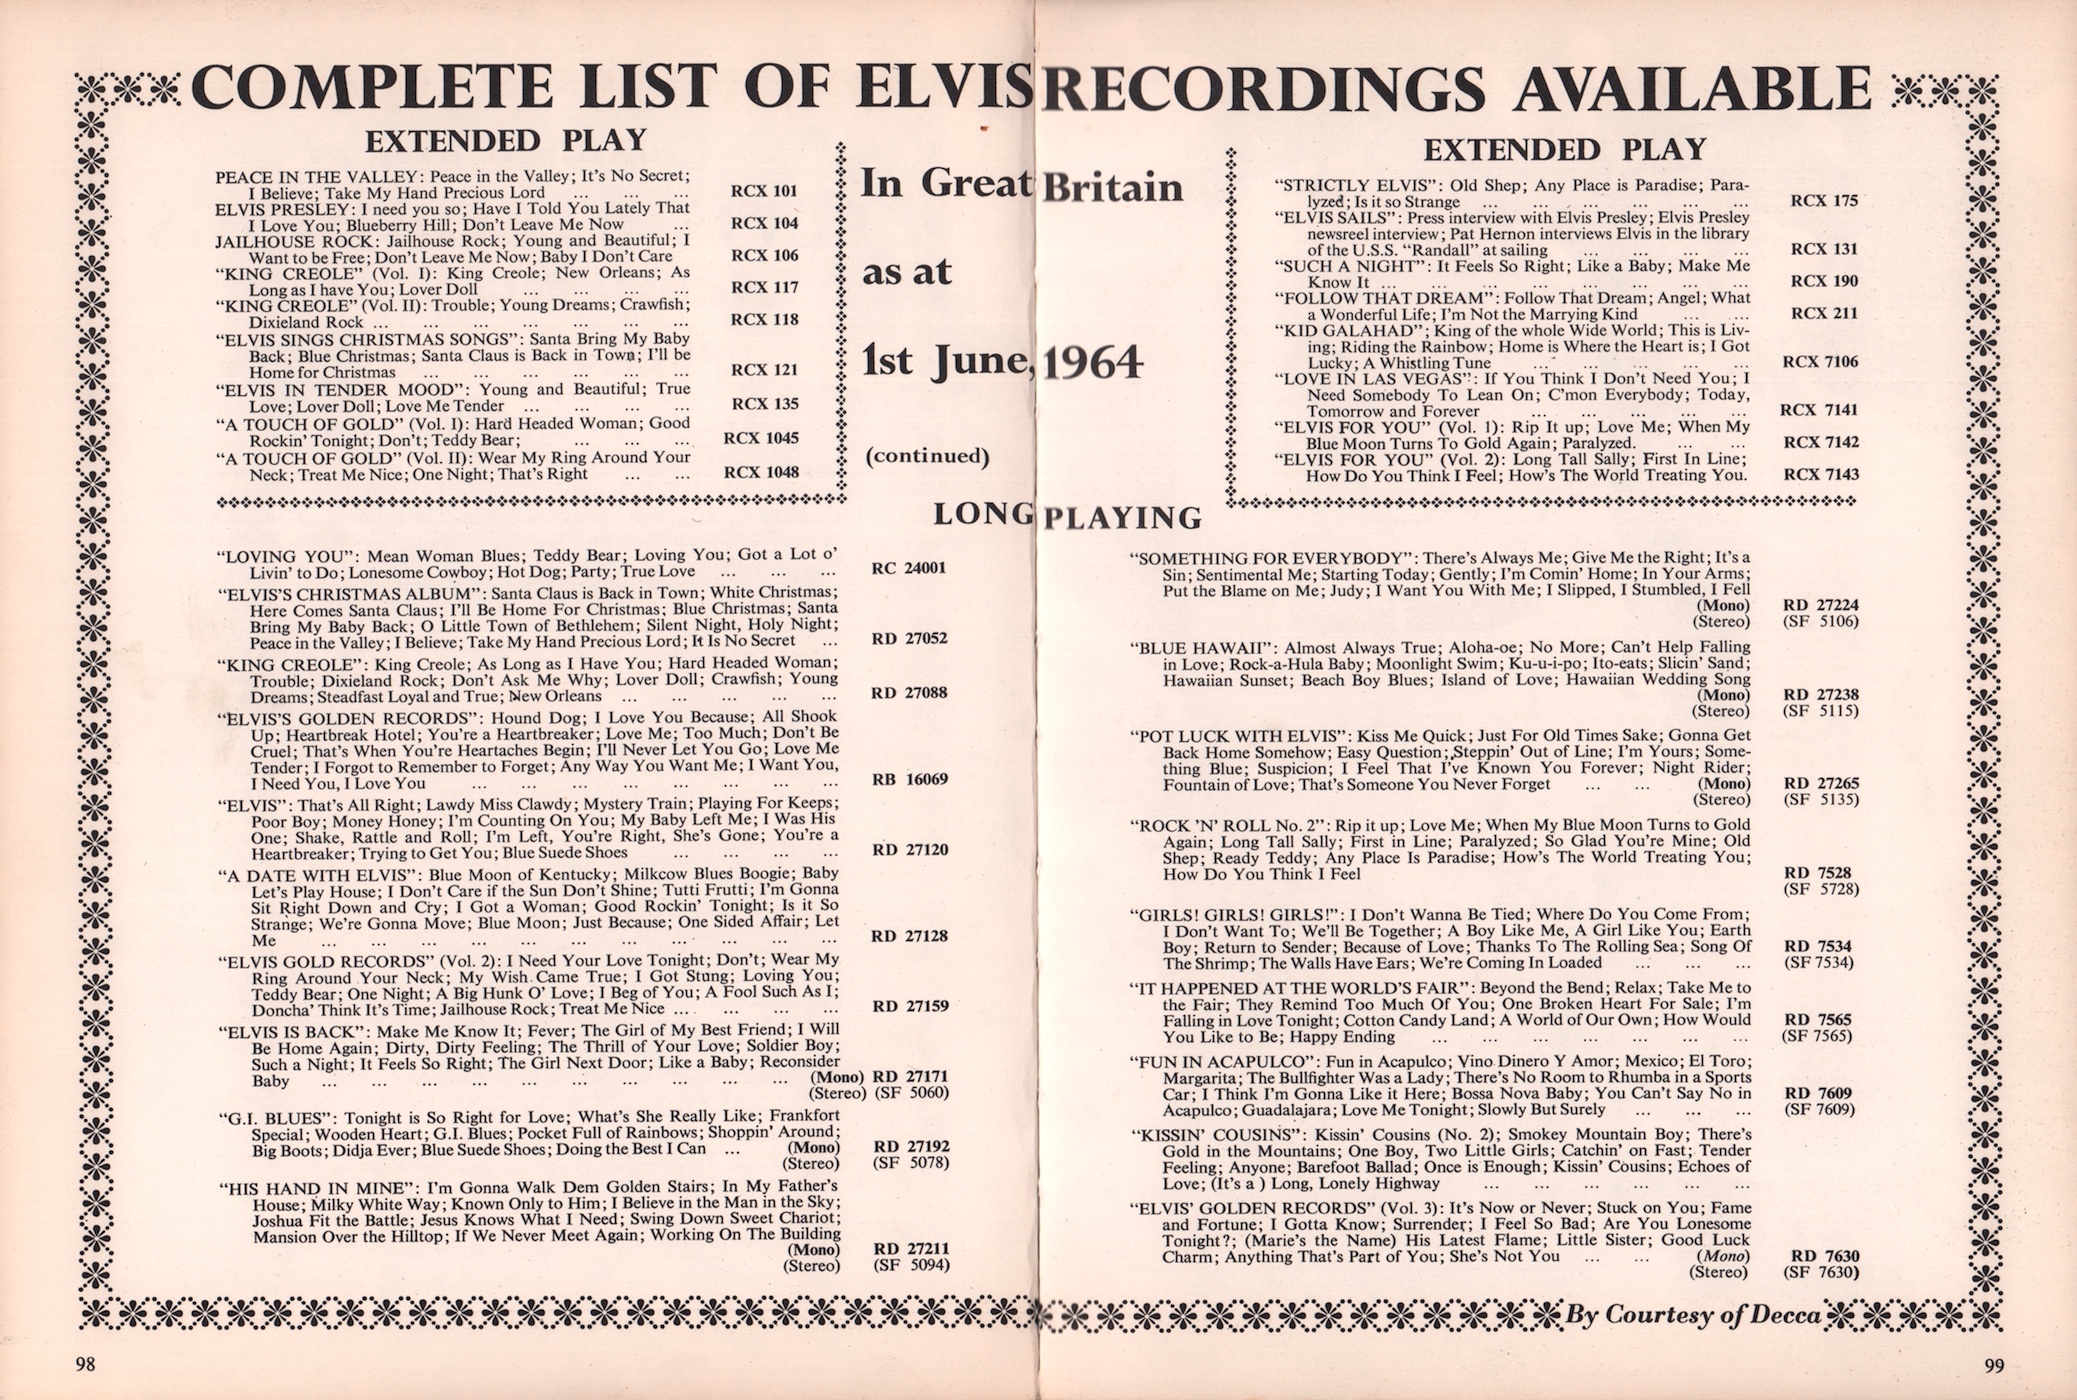 COMPLETE LIST OF ELVIS RECORDINGS AVAILABLE
EXTENDED PLAY
PEACE IN THE VALLEY: Peace in the Valley; It's No Secret;
I Believe; Take My Hand Precious Lord ... ... ... RCX 101
ELVIS PRESLEY: I need you so; Have I Told You Lately That
I Love You; Blueberry Hill; Don't Leave Me Now ... RCX 104
JAILHOUSE ROCK: Jailhouse Rock; Young and Beautiful; I
Want to be Free; Don't Leave Me Now; Baby I Don't Care RCX 106
"KING CREOLE" (Vol. I): King Creole; New Orleans; As
Long as I have You; Lover Doll ... ... ... ... RCX 117
"KING CREOLE" (Vol. II): Trouble; Young Dreams; Crawfish;
Dixieland Rock ... ... ... ... ... ... ... RCX 118
"ELVIS SINGS CHRISTMAS SONGS": Santa Bring My Baby
Back; Blue Christmas; Santa Claus is Back in Town; I'll be
Home for Christmas ... ... ... ... ... ... RCX 121
"ELVIS IN TENDER MOOD": Young and Beautiful; True
Love; Lover Doll; Love Me Tender ... ... ... ... RCX 135
"A TOUCH OF GOLD" (Vol. I): Hard Headed Woman; Good
Rockin' Tonight; Don't; Teddy Bear; ... ... ... RCX 1045
"A TOUCH OF GOLD" (Vol. II): Wear My Ring Around Your
Neck; Treat Me Nice; One Night; That's Right ... ... RCX 1048
In Great Britain
as at
1st June, 1964
(continued)
EXTENDED PLAY
"STRICTLY ELVIS": Old Shep; Any Place is Paradise; Para-
lyzed; Is it so Strange ... ... ... ... ... ... RCX 175
"ELVIS SAILS": Press interview with Elvis Presley; Elvis Presley
newsreel interview; Pat Hernon interviews Elvis in the library
of the U.S.S. "Randall" at sailing ... ... ... ... RCX 131
"SUCH A NIGHT": It Feels So Right; Like a Baby; Make Me
Know It ... ... ... ... ... ... ... ... RCX 190
"FOLLOW THAT DREAM": Follow That Dream; Angel; What
a Wonderful Life; I'm Not the Marrying Kind ... ... RCX 211
"KID GALAHAD"; King of the whole Wide World; This is Liv-
ing; Riding the Rainbow; Home is Where the Heart is; I Got
Lucky; A Whistling Tune ... ... ... ... ... RCX 7106
"LOVE IN LAS VEGAS": If You Think I Don't Need You; I
Need Somebody To Lean On; C'mon Everybody; Today,
Tomorrow and Forever ... ... ... ... ... RCX 7141
"ELVIS FOR YOU" (Vol. 1): Rip It up; Love Me; When My
Blue Moon Turns To Gold Again; Paralyzed. ... ... RCX 7142
"ELVIS FOR YOU" (Vol. 2): Long Tall Sally; First In Line;
How Do You Think I Feel; How's The World Treating You. RCX 7143
LONG PLAYING
"LOVING YOU": Mean Woman Blues; Teddy Bear; Loving You; Got a Lot o'
Livin' to Do; Lonesome Cowboy; Hot Dog; Party; True Love ... ... ... RC 24001
"ELVIS'S CHRISTMAS ALBUM": Santa Claus is Back in Town; White Christmas;
Here Comes Santa Claus; I'll Be Home For Christmas; Blue Christmas; Santa
Bring My Baby Back; O Little Town of Bethlehem; Silent Night, Holy Night;
Peace in the Valley; I Believe; Take My Hand Precious Lord; It Is No Secret ... RD 27052
"KING CREOLE": King Creole; As Long as I Have You; Hard Headed Woman;
Trouble; Dixieland Rock; Don't Ask Me Why; Lover Doll; Crawfish; Young
Dreams; Steadfast Loyal and True; New Orleans ... ... ... ... ... RD 27088
"ELVIS'S GOLDEN RECORDS": Hound Dog; I Love You Because; All Shook
Up; Heartbreak Hotel; You're a Heartbreaker; Love Me; Too Much; Don't Be
Cruel; That's When You're Heartaches Begin; I'll Never Let You Go; Love Me
Tender; I Forgot to Remember to Forget; Any Way You Want Me; I Want You,
I Need You, I Love You ... ... ... ... ... ... ... ... RB 16069
"ELVIS": That's All Right; Lawdy Miss Clawdy; Mystery Train; Playing For Keeps;
Poor Boy; Money Honey; I'm Counting On You; My Baby Left Me; I Was His
One; Shake, Rattle and Roll; I'm Left, You're Right, She's Gone; You're a
Heartbreaker; Trying to Get You; Blue Suede Shoes ... ... ... ... RD 27120
"A DATE WITH ELVIS": Blue Moon of Kentucky; Milkcow Blues Boogie; Baby
Let's Play House; I Don't Care if the Sun Don't Shine; Tutti Frutti; I'm Gonna
Sit Right Down and Cry; I Got a Woman; Good Rockin' Tonight; Is it So
Strange; We're Gonna Move; Blue Moon; Just Because; One Sided Affair; Let
Me ... ... ... ... ... ... ... ... ... ... ... RD 27128
"ELVIS GOLD RECORDS" (Vol. 2): I Need Your Love Tonight; Don't; Wear My
Ring Around Your Neck; My Wish Came True; I Got Stung; Loving You;
Teddy Bear; One Night; A Big Hunk O' Love; I Beg of You; A Fool Such As I;
Doncha' Think It's Time; Jailhouse Rock; Treat Me Nice ... ... ... ... RD 27159
"ELVIS IS BACK": Make Me Know It; Fever; The Girl of My Best Friend; I Will
Be Home Again; Dirty, Dirty Feeling; The Thrill of Your Love; Soldier Boy;
Such a Night; It Feels So Right; The Girl Next Door; Like a Baby; Reconsider
Baby ... ... ... ... ... ... ... ... ... ... (Mono) RD 27171
(Stereo) (SF 5060)
"G.I. BLUES": Tonight is So Right for Love; What's She Really Like; Frankfort
Special; Wooden Heart; G.I. Blues; Pocket Full of Rainbows; Shoppin' Around;
Big Boots; Didja Ever; Blue Suede Shoes; Doing the Best I Can ... (Mono) RD 27192
(Stereo) (SF 5078)
"HIS HAND IN MINE": I'm Gonna Walk Dem Golden Stairs; In My Father's
House; Milky White Way; Known Only to Him; I Believe in the Man in the Sky;
Joshua Fit the Battle; Jesus Knows What I Need; Swing Down Sweet Chariot;
Mansion Over the Hilltop; If We Never Meet Again; Working On The Building
(Mono) RD 27211
(Stereo) (SF 5094)
"SOMETHING FOR EVERYBODY": There's Always Me; Give Me the Right; It's a
Sin; Sentimental Me; Starting Today; Gently; I'm Comin' Home; In Your Arms;
Put the Blame on Me; Judy; I Want You With Me; I Slipped, I Stumbled, I Fell
(Mono) RD 27224
(Stereo) (SF 5106)
"BLUE HAWAII": Almost Always True; Aloha-oe; No More; Can't Help Falling
in Love; Rock-a-Hula Baby; Moonlight Swim; Ku-u-i-po; Ito-eats; Slicin' Sand;
Hawaiian Sunset; Beach Boy Blues; Island of Love; Hawaiian Wedding Song
(Mono) RD 27238
(Stereo) (SF 5115)
"POT LUCK WITH ELVIS": Kiss Me Quick; Just For Old Times Sake; Gonna Get
Back Home Somehow; Easy Question; Steppin' Out of Line; I'm Yours; Some-
thing Blue; Suspicion; I Feel That I've Known You Forever; Night Rider;
Fountain of Love; That's Someone You Never Forget ... ... (Mono) RD 27265
(Stereo) (SF 5135)
"ROCK 'N' ROLL No. 2": Rip it up; Love Me; When My Blue Moon Turns to Gold
Again; Long Tall Sally; First in Line; Paralyzed; So Glad You're Mine; Old
Shep; Ready Teddy; Any Place Is Paradise; How's The World Treating You;
How Do You Think I Feel RD 7528
(SF 5728)
"GIRLS! GIRLS! GIRLS!": I Don't Wanna Be Tied; Where Do You Come From;
I Don't Want To; We'll Be Together; A Boy Like Me, A Girl Like You; Earth
Boy; Return to Sender; Because of Love; Thanks To The Rolling Sea; Song Of RD 7534
The Shrimp; The Walls Have Ears; We're Coming In Loaded ... ... ... (SF 7534)
"IT HAPPENED AT THE WORLD'S FAIR": Beyond the Bend; Relax; Take Me to
the Fair; They Remind Too Much Of You; One Broken Heart For Sale; I'm
Falling in Love Tonight; Cotton Candy Land; A World of Our Own; How Would RD 7565
You Like to Be; Happy Ending ... ... ... ... ... ... ... (SF 7565)
"FUN IN ACAPULCO": Fun in Acapulco; Vino Dinero Y Amor; Mexico; El Toro;
Margarita; The Bullfighter Was a Lady; There's No Room to Rhumba in a Sports
Car; I Think I'm Gonna Like it Here; Bossa Nova Baby; You Can't Say No in RD 7609
Acapulco; Guadalajara; Love Me Tonight; Slowly But Surely ... ... ... (SF 7609)
"KISSIN' COUSINS": Kissin' Cousins (No. 2); Smokey Mountain Boy; There's
Gold in the Mountains; One Boy, Two Little Girls; Catchin' on Fast; Tender
Feeling; Anyone; Barefoot Ballad; Once is Enough; Kissin' Cousins; Echoes of
Love; (It's a ) Long, Lonely Highway ... ... ... ... ... ... ...
"ELVIS' GOLDEN RECORDS" (Vol. 3): It's Now or Never; Stuck on You; Fame
and Fortune; I Gotta Know; Surrender; I Feel So Bad; Are You Lonesome
Tonight?; (Marie's the Name) His Latest Flame; Little Sister; Good Luck
Charm; Anything That's Part of You; She's Not You ... ... (Mono) RD 7630
(Stereo) (SF 7630)
By Courtesy of Decca
98
99